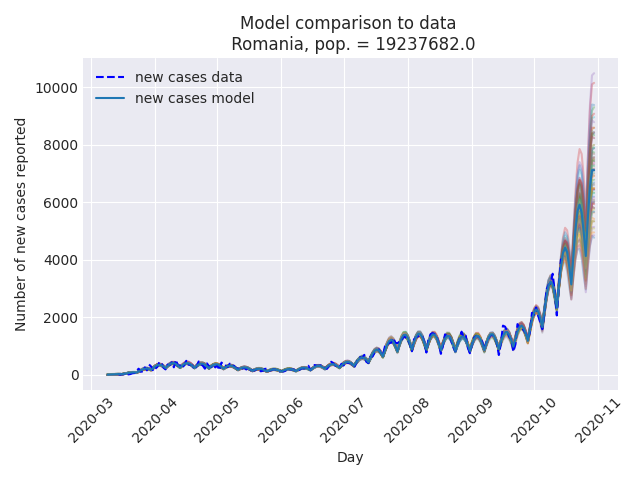 Model comparison to data
Romania, pop. = 19237682.0
new cases data
new cases model
Number of new cases reported
10000
8000
6000
4000
2000
0
2020-03
2020-04
2020-05
2020-06
2020-07
2020-08
2020-09
2020-10
2020-11
Day